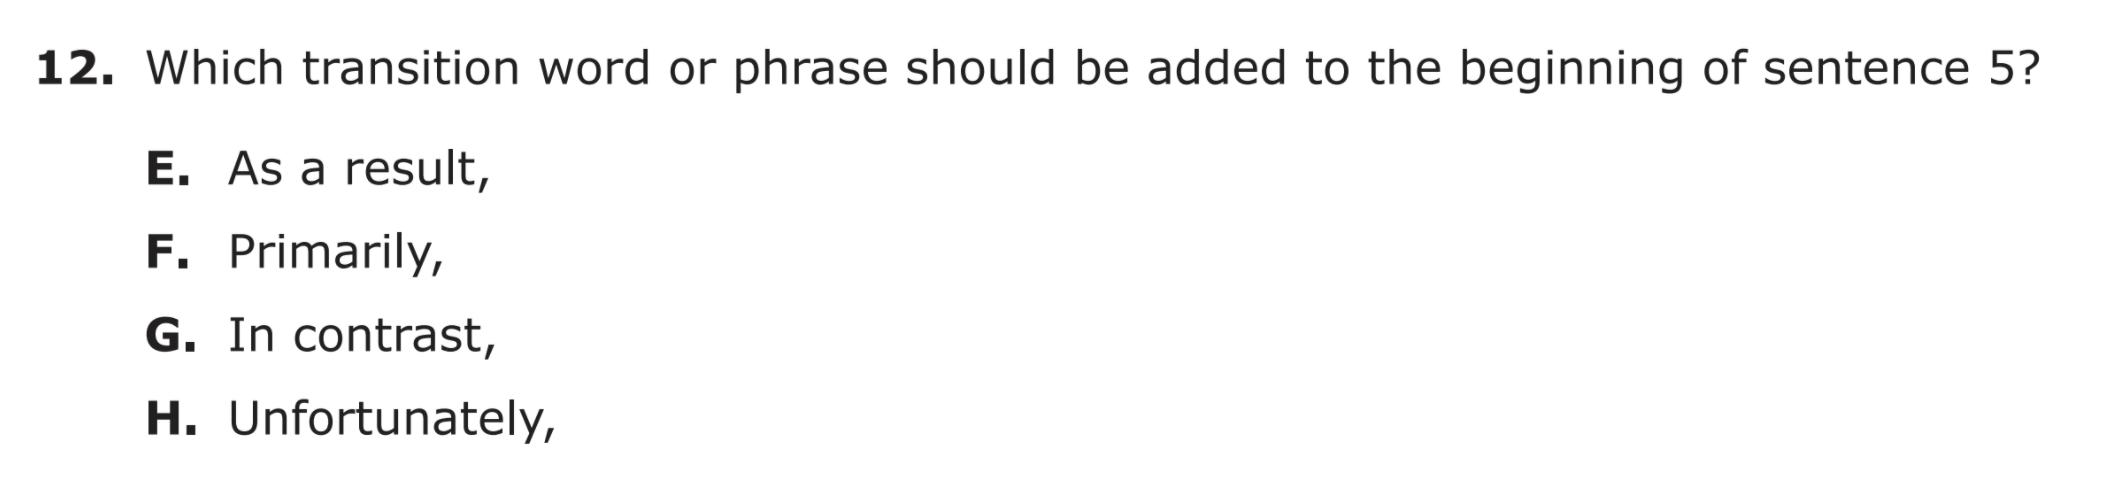 12. Which transition word or phrase should be added to the beginning of sentence 5?
E. As a result,
F. Primarily,
G. In contrast,
H. Unfortunately,